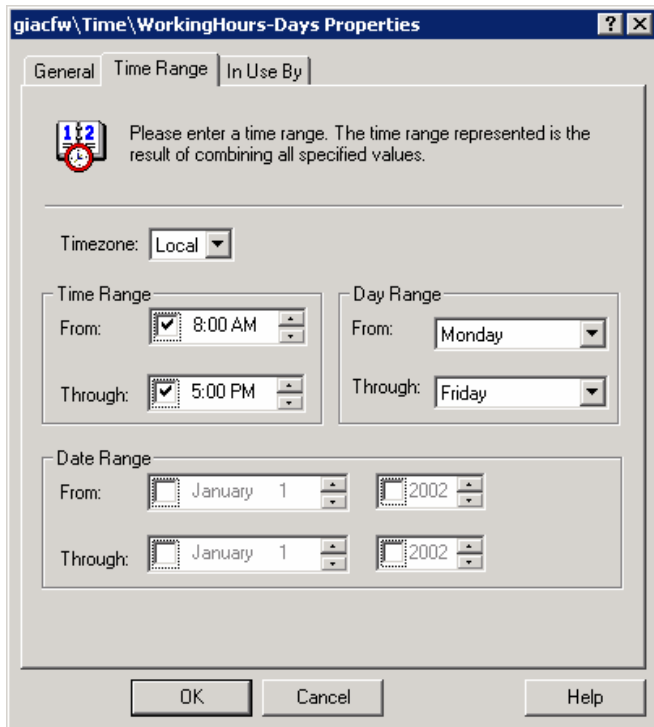 giacfw\Time\WorkingHours-Days Properties
General Time Range In Use By
1 2
Please enter a time range. The time range represented is the
result of combining all specified values.
Timezone: Local
Time Range
From: 8:00 AM
Through: 5:00 PM
Day Range
From: Monday
Through: Friday
Date Range
From: January 1 2002
Through: January 1 2002
OK Cancel Help